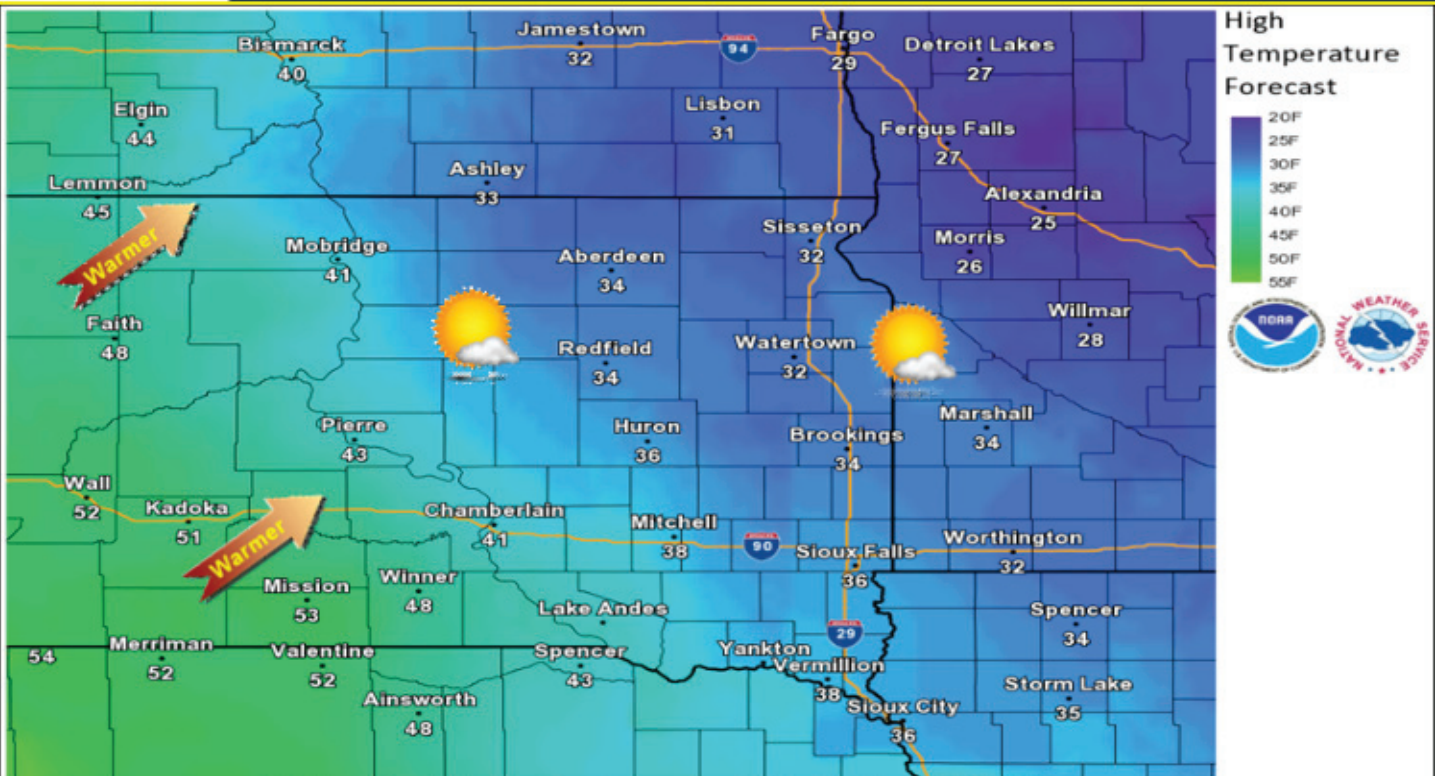 High
Temperature
Forecast
20F
25F
30F
35F
40F
45F
50F
55F
NOAA
NATIONAL WEATHER SERVICE
Bismarck
40
Jamestown
32
94
Fargo
29
Detroit Lakes
27
Elgin
44
Lisbon
31
Fergus Falls
27
Lemmon
45
Ashley
33
Alexandria
25
Warmer
Mobridge
41
Aberdeen
34
Sisseton
32
Morris
26
Faith
48
Redfield
34
Watertown
32
Willmar
28
Pierre
43
Huron
36
Brookings
34
Marshall
34
Wall
52
Kadoka
51
Warmer
Chamberlain
41
Mitchell
38
90
Sioux Falls
36
Worthington
32
Mission
53
Winner
48
Lake Andes
29
Spencer
34
54
Merriman
52
Valentine
52
Spencer
43
Yankton
Vermillion
38
Ainsworth
48
Sioux City
36
Storm Lake
35